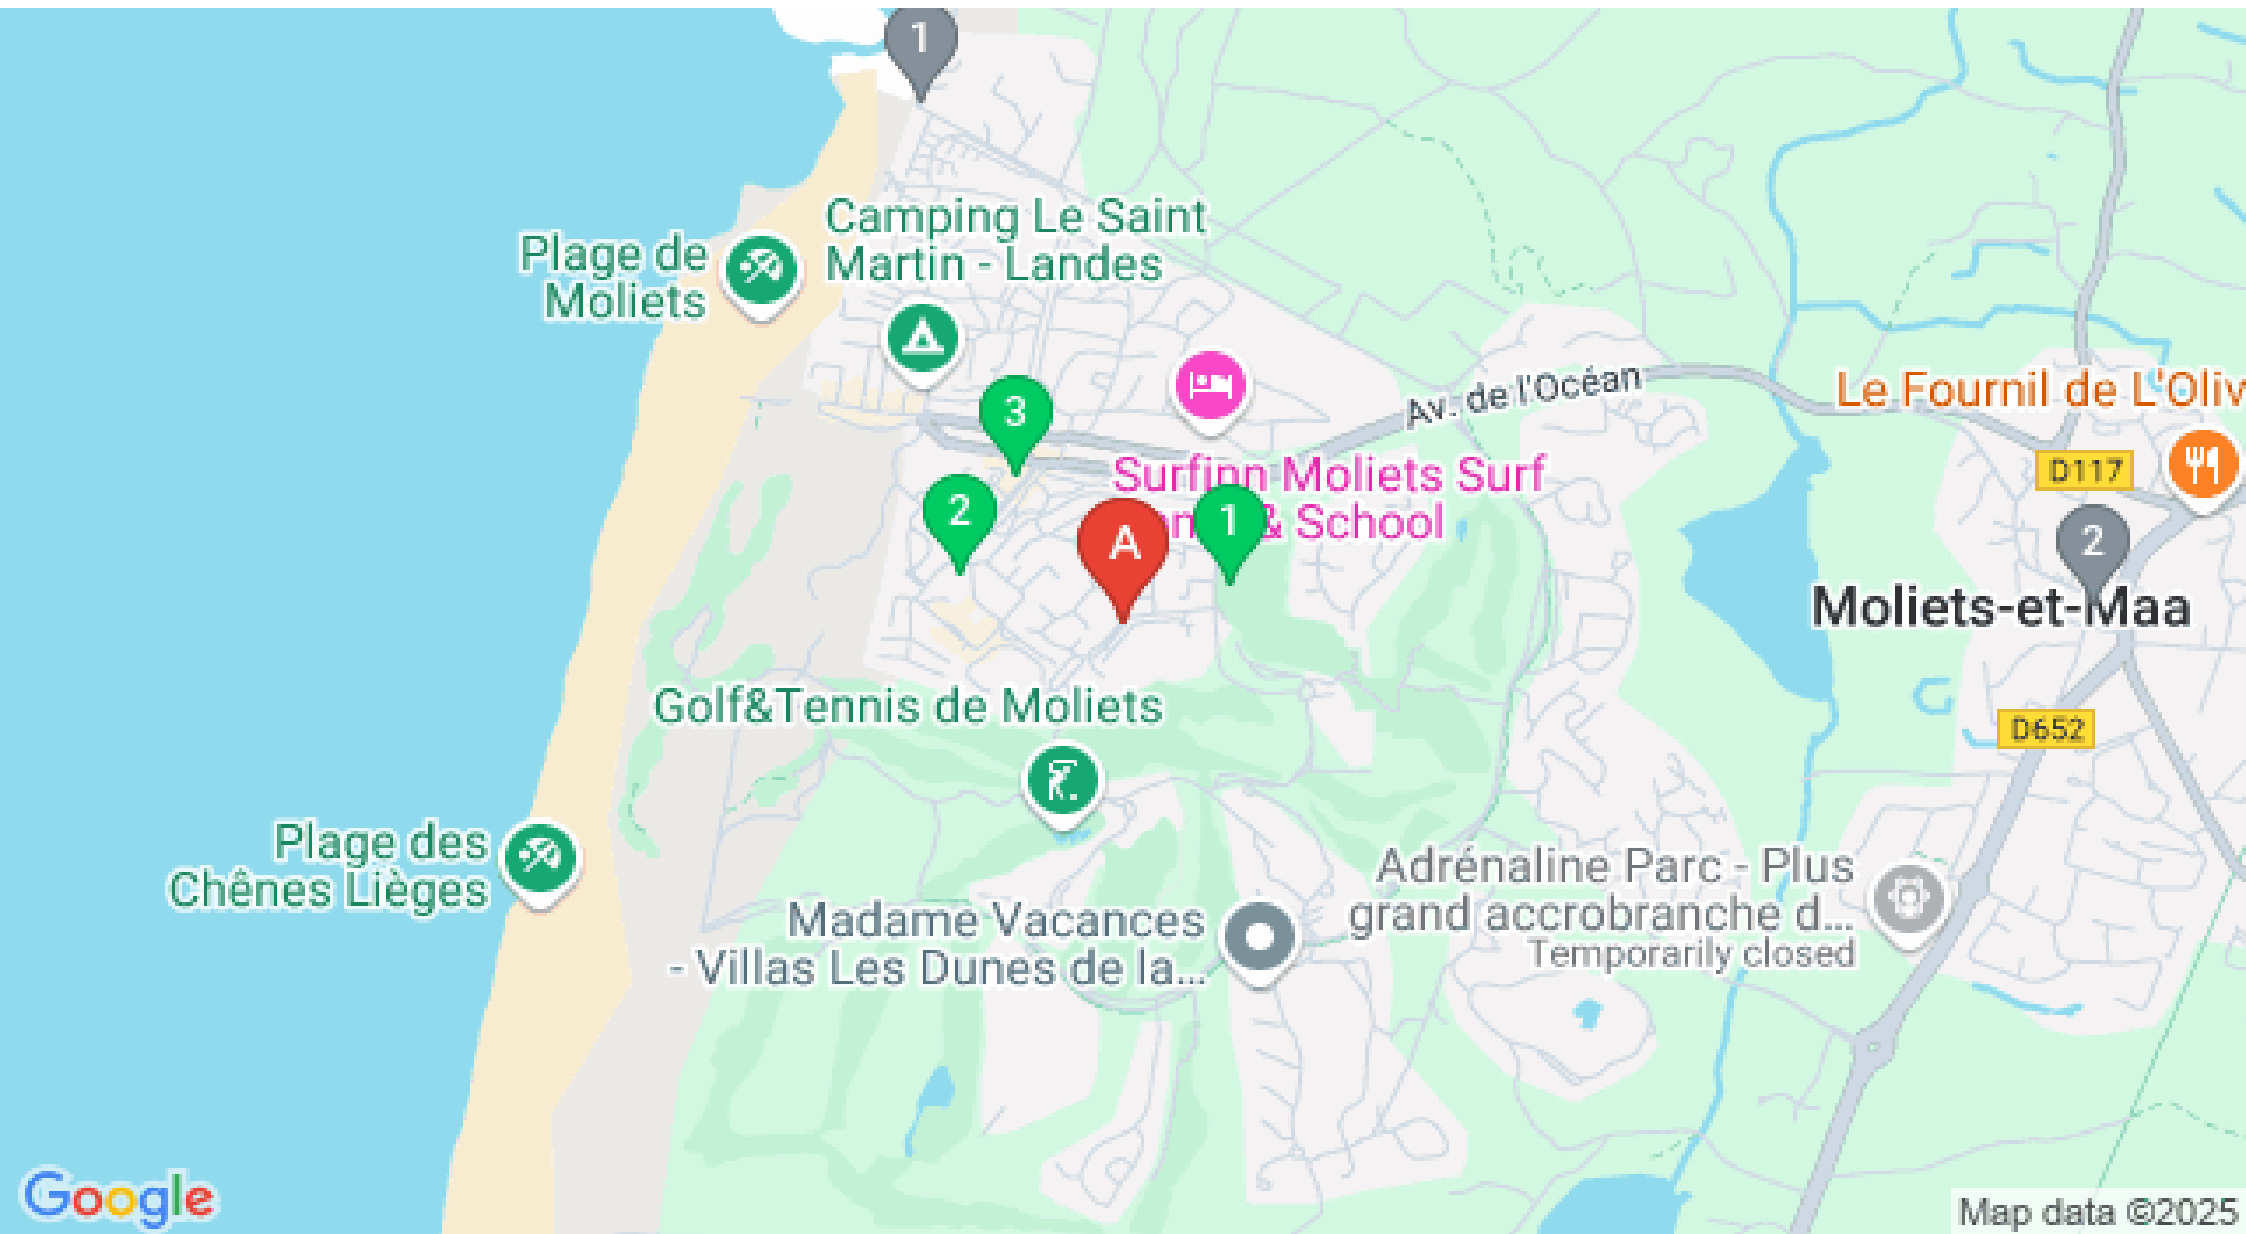 1
Camping Le Saint
Martin - Landes
Plage de
Moliets
Av. de l'Océan
Le Fournil de L'Oliv
3
D117
Surfinn Moliets Surf
& School
2
A
1
2
Moliets-et-Maa
Golf&Tennis de Moliets
D652
Plage des
Chênes Lièges
Adrénaline Parc - Plus
grand accrobranche d...
Temporarily closed
Madame Vacances
- Villas Les Dunes de la...
Google
Map data ©2025